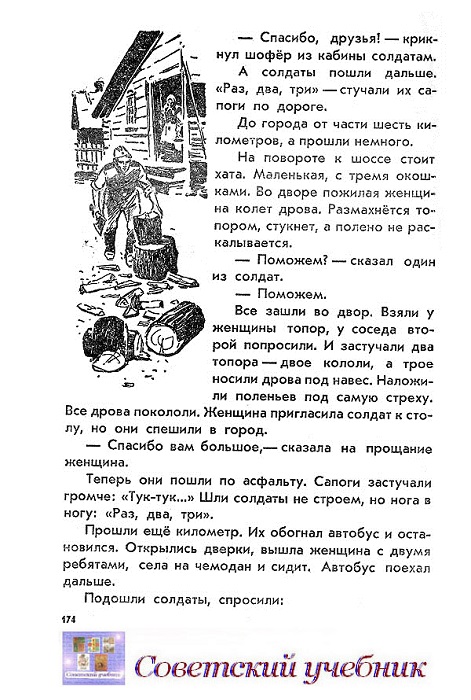 — Спасибо, друзья! — крик-
нул шофёр из кабины солдатам.
А солдаты пошли дальше.
«Раз, два, три» — стучали их са-
поги по дороге.
До города от части шесть ки-
лометров, а прошли немного.
На повороте к шоссе стоит
хата. Маленькая, с тремя окош-
ками. Во дворе пожилая женщи-
на колет дрова. Размахнётся то-
пором, стукнет, а полено не рас-
калывается.
— Поможем? — сказал один
из солдат.
— Поможем.
Все зашли во двор. Взяли у
женщины топор, у соседа вто-
рой попросили. И застучали два
топора — двое кололи, а трое
носили дрова под навес. Наложи-
ли поленьев под самую стреху.
Все дрова покололи. Женщина пригласила солдат к сто-
лу, но они спешили в город.
— Спасибо вам большое,— сказала на прощание
женщина.
Теперь они пошли по асфальту. Сапоги застучали
громче: «Тук-тук...» Шли солдаты не строем, но нога в
ногу: «Раз, два, три».
Прошли ещё километр. Их обогнал автобус и оста-
новился. Открылись дверки, вышла женщина с двумя
ребятами, села на чемодан и сидит. Автобус поехал
дальше.
Подошли солдаты, спросили:
174
Советский учебник
Советский учебник